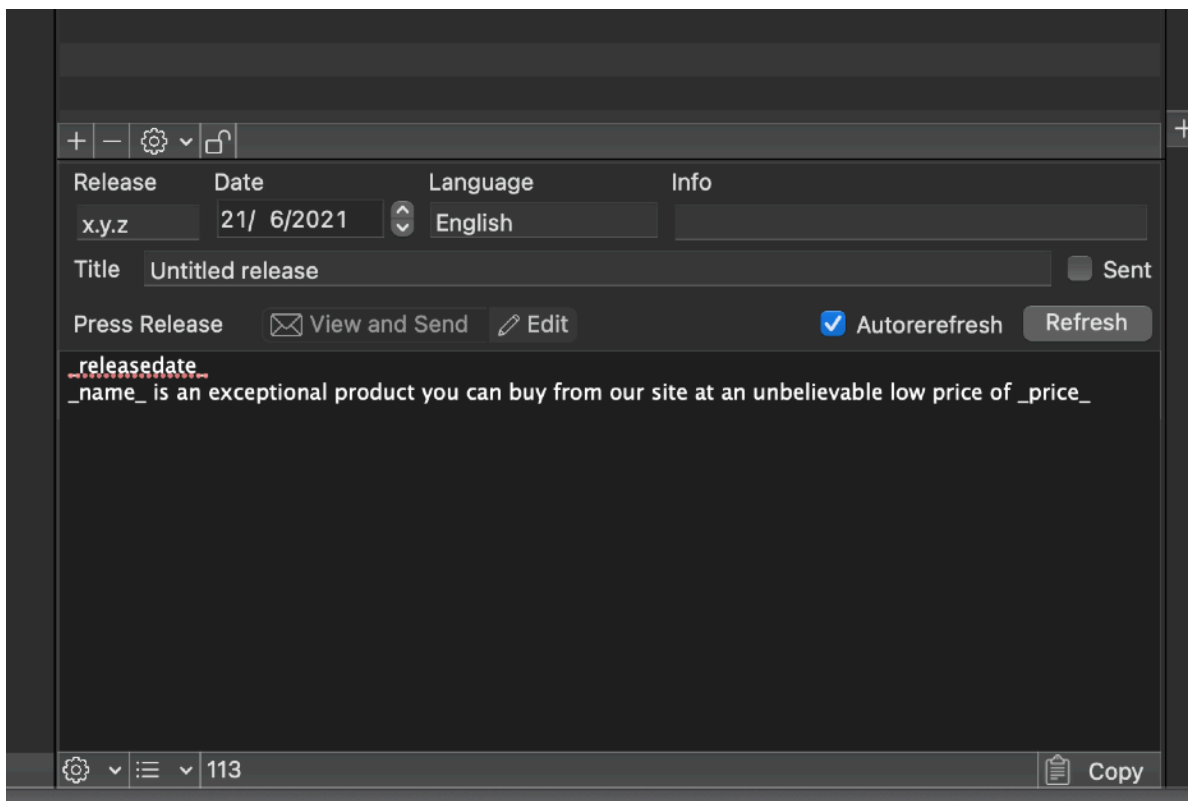 Release Date Language Info
x.y.z 21/ 6/2021 English
Title Untitled release Sent
Press Release View and Send Edit Autorerefresh Refresh
_releasedate_
_name_ is an exceptional product you can buy from our site at an unbelievable low price of _price_
113 Copy